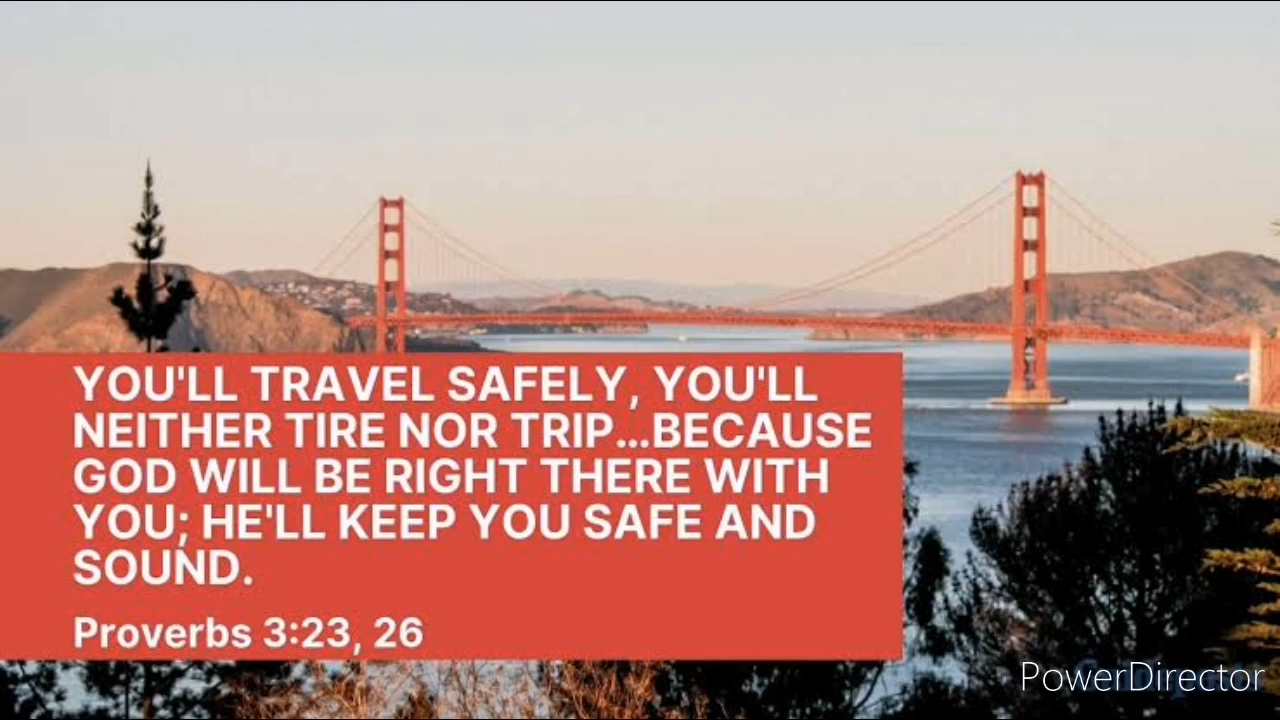 YOU'LL TRAVEL SAFELY, YOU'LL
NEITHER TIRE NOR TRIP...BECAUSE
GOD WILL BE RIGHT THERE WITH
YOU; HE'LL KEEP YOU SAFE AND
SOUND.
Proverbs 3:23, 26
PowerDirector